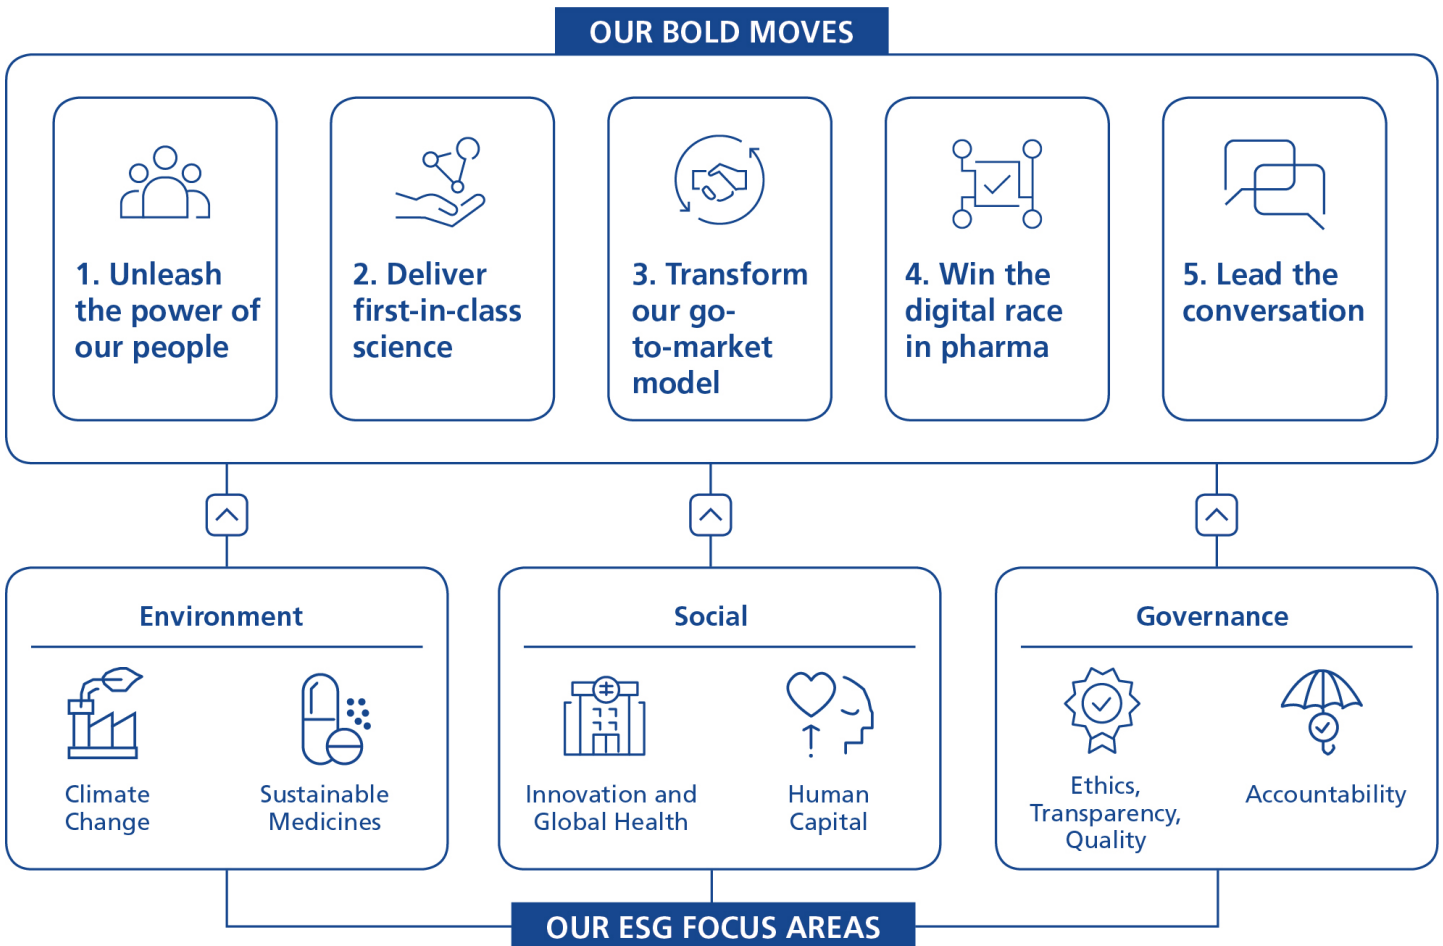 OUR BOLD MOVES
1. Unleash
the power of
our people
2. Deliver
first-in-class
science
3. Transform
our go-
to-market
model
4. Win the
digital race
in pharma
5. Lead the
conversation
Environment
Climate
Change
Sustainable
Medicines
Social
Innovation and
Global Health
Human
Capital
Governance
Ethics,
Transparency,
Quality
Accountability
OUR ESG FOCUS AREAS